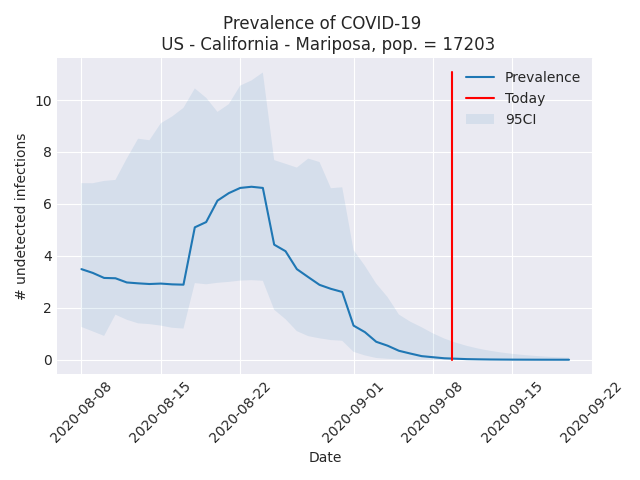 Prevalence of COVID-19
US - California - Mariposa, pop. = 17203
Prevalence
Today
95CI
# undetected infections
10
8
6
4
2
0
2020-08-08
2020-08-15
2020-08-22
2020-09-01
2020-09-08
2020-09-15
2020-09-22
Date